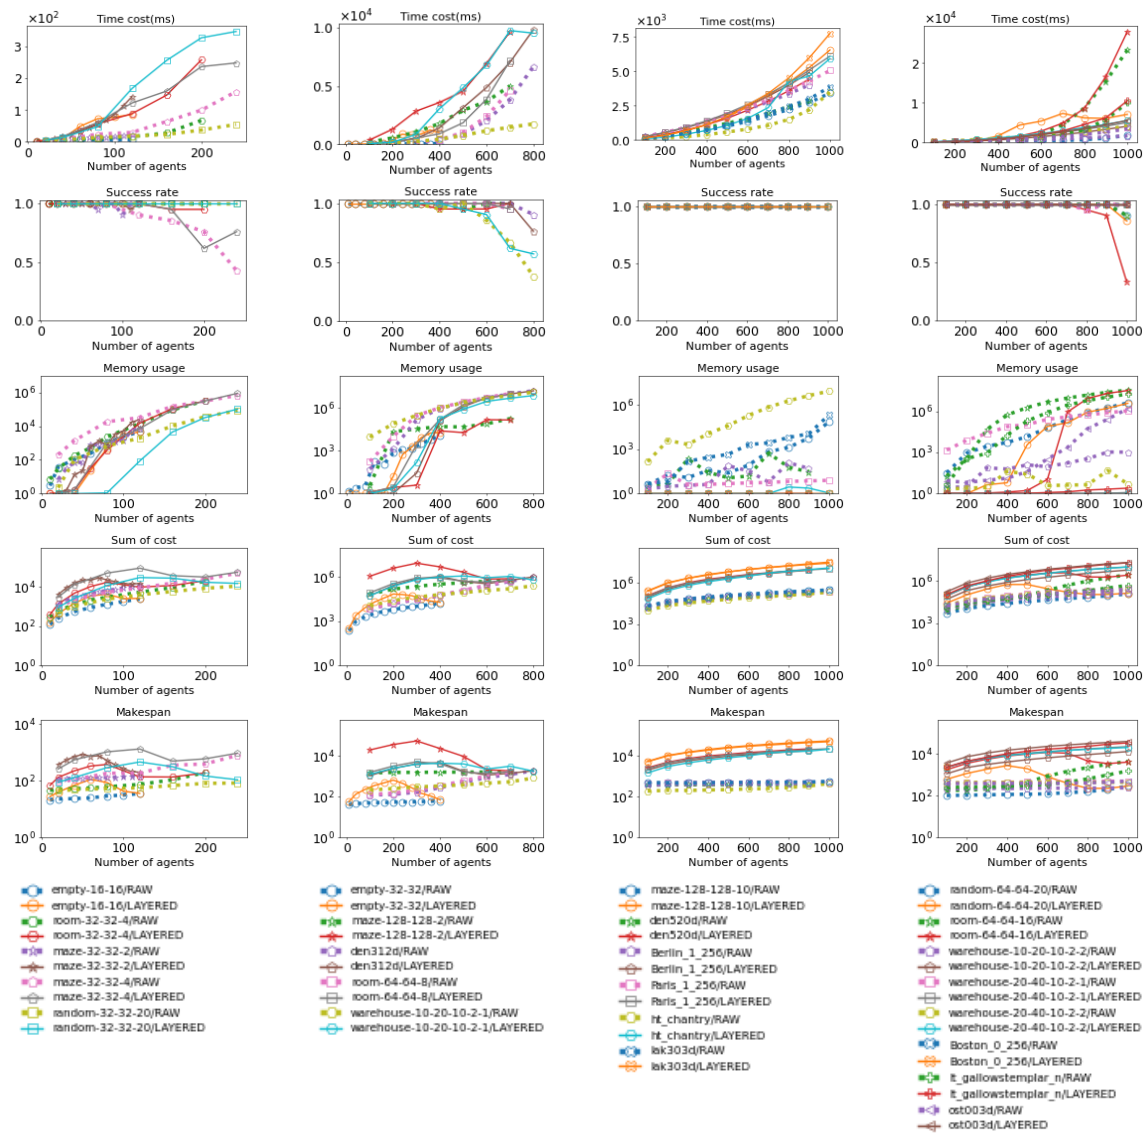 ×10² Time cost(ms)
3
2
1
0
0 100 200
Number of agents
×10⁴ Time cost(ms)
1.0
0.5
0.0
0 200 400 600 800
Number of agents
×10³ Time cost(ms)
7.5
5.0
2.5
0.0
200 400 600 800 1000
Number of agents
×10⁴ Time cost(ms)
2
1
0
200 400 600 800 1000
Number of agents
Success rate
1.0
0.5
0.0
0 100 200
Number of agents
Success rate
1.0
0.5
0.0
0 200 400 600 800
Number of agents
Success rate
1.0
0.5
0
200 400 600 800 1000
Number of agents
Success rate
1.0
0.5
0.0
200 400 600 800 1000
Number of agents
Memory usage
10⁶
10⁴
10²
10⁰
0 100 200
Number of agents
Memory usage
10⁶
10³
10⁰
0 200 400 600 800
Number of agents
Memory usage
10⁶
10³
10⁰
200 400 600 800 1000
Number of agents
Memory usage
10⁶
10³
10⁰
200 400 600 800 1000
Number of agents
Sum of cost
10⁴
10²
10⁰
0 100 200
Number of agents
Sum of cost
10⁶
10³
10⁰
0 200 400 600 800
Number of agents
Sum of cost
10⁶
10³
10⁰
200 400 600 800 1000
Number of agents
Sum of cost
10⁶
10³
10⁰
200 400 600 800 1000
Number of agents
Makespan
10⁴
10²
10⁰
0 100 200
Number of agents
Makespan
10⁴
10²
10⁰
0 200 400 600 800
Number of agents
Makespan
10⁴
10²
10⁰
200 400 600 800 1000
Number of agents
Makespan
10⁴
10²
10⁰
200 400 600 800 1000
Number of agents
empty-16-16/RAW
empty-16-16/LAYERED
room-32-32-4/RAW
room-32-32-4/LAYERED
maze-32-32-2/RAW
maze-32-32-2/LAYERED
maze-32-32-4/RAW
maze-32-32-4/LAYERED
random-32-32-20/RAW
random-32-32-20/LAYERED
empty-32-32/RAW
empty-32-32/LAYERED
maze-128-128-2/RAW
maze-128-128-2/LAYERED
den312d/RAW
den312d/LAYERED
room-64-64-8/RAW
room-64-64-8/LAYERED
warehouse-10-20-10-2-1/RAW
warehouse-10-20-10-2-1/LAYERED
maze-128-128-10/RAW
maze-128-128-10/LAYERED
den520d/RAW
den520d/LAYERED
Berlin_1_256/RAW
Berlin_1_256/LAYERED
Paris_1_256/RAW
Paris_1_256/LAYERED
ht_chantry/RAW
ht_chantry/LAYERED
lak303d/RAW
lak303d/LAYERED
random-64-64-20/RAW
random-64-64-20/LAYERED
room-64-64-16/RAW
room-64-64-16/LAYERED
warehouse-10-20-10-2-2/RAW
warehouse-10-20-10-2-2/LAYERED
warehouse-20-40-10-2-1/RAW
warehouse-20-40-10-2-1/LAYERED
warehouse-20-40-10-2-2/RAW
warehouse-20-40-10-2-2/LAYERED
Boston_0_256/RAW
Boston_0_256/LAYERED
lt_gallowstemplar_n/RAW
lt_gallowstemplar_n/LAYERED
ost003d/RAW
ost003d/LAYERED